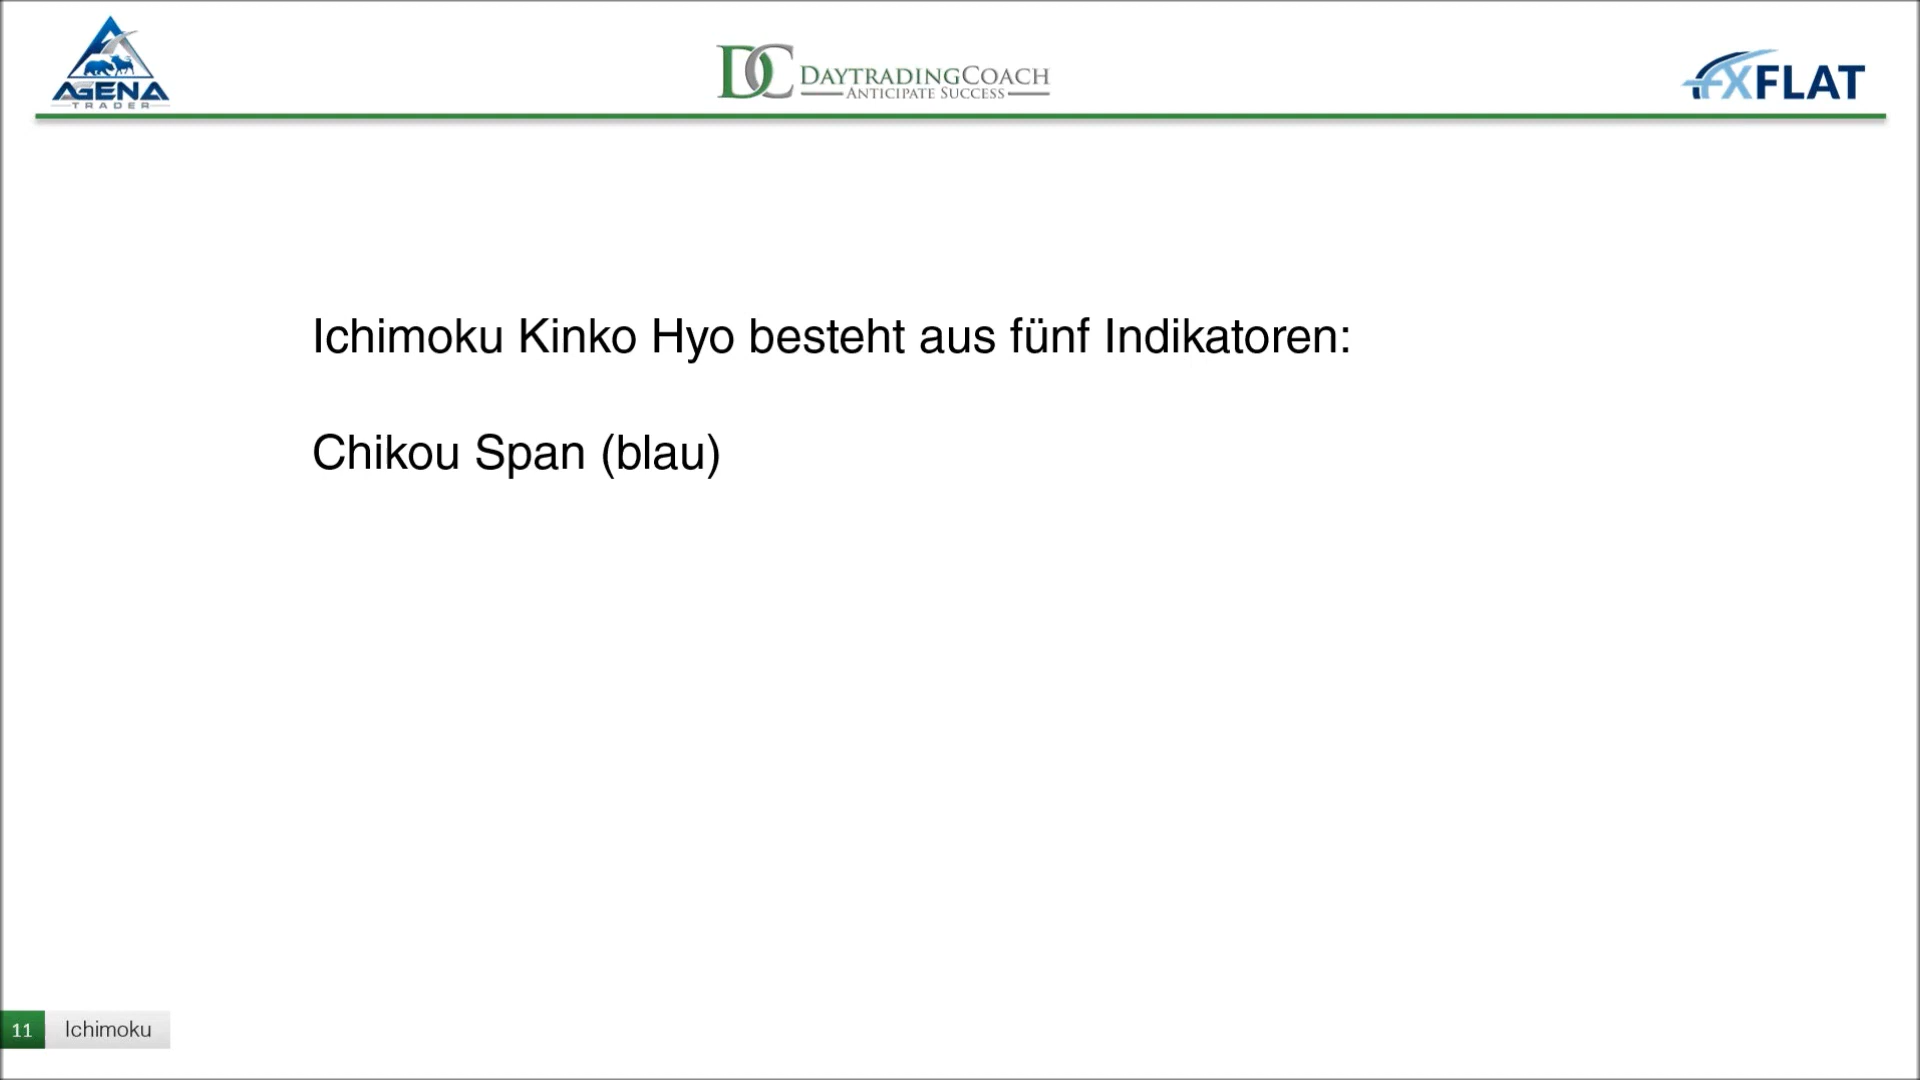 AGENA
TRADER
DC DAYTRADINGCOACH
ANTICIPATE SUCCESS
FXFLAT
Ichimoku Kinko Hyo besteht aus fünf Indikatoren:
Chikou Span (blau)
11 Ichimoku